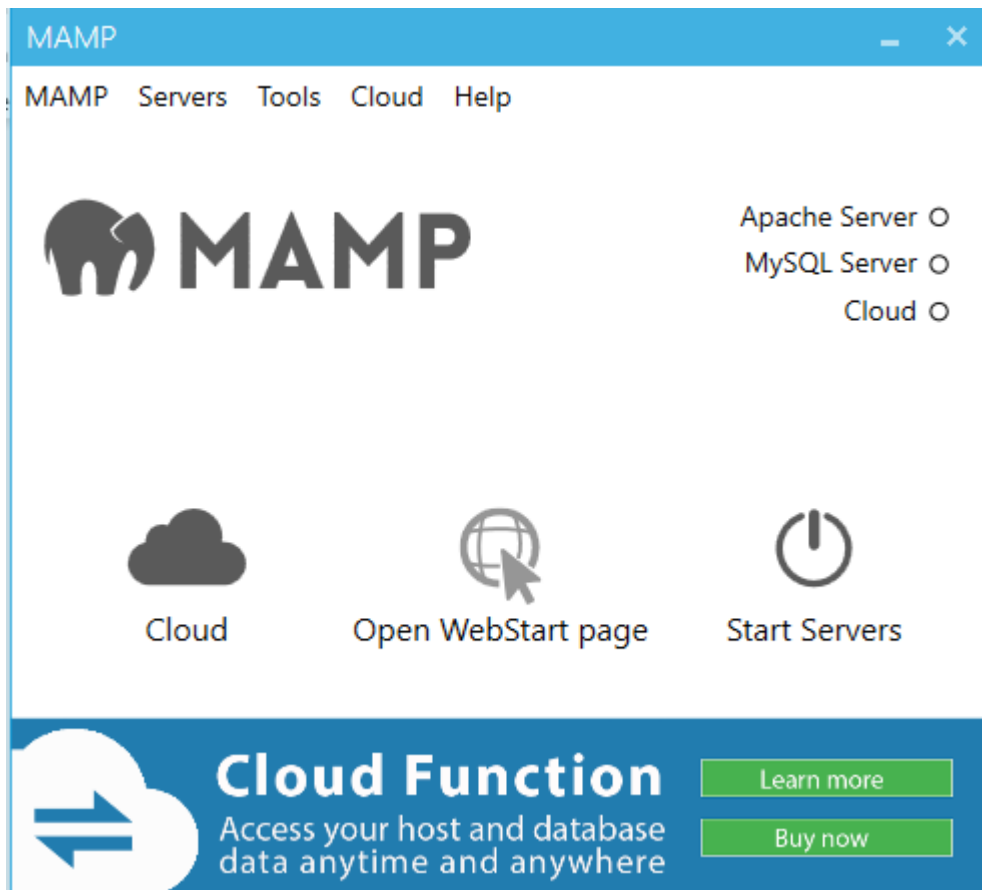 MAMP
MAMP Servers Tools Cloud Help
MAMP
Apache Server
MySQL Server
Cloud
Cloud
Open WebStart page
Start Servers
Cloud Function
Access your host and database
data anytime and anywhere
Learn more
Buy now